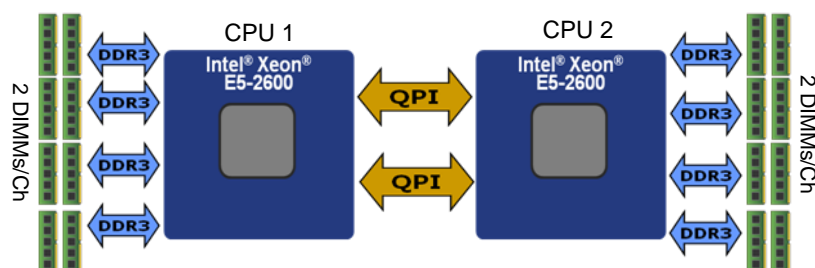 CPU 1
CPU 2
2 DIMMs/Ch
DDR3
DDR3
DDR3
DDR3
Intel® Xeon®
E5-2600
QPI
QPI
Intel® Xeon®
E5-2600
DDR3
DDR3
DDR3
DDR3
2 DIMMs/Ch